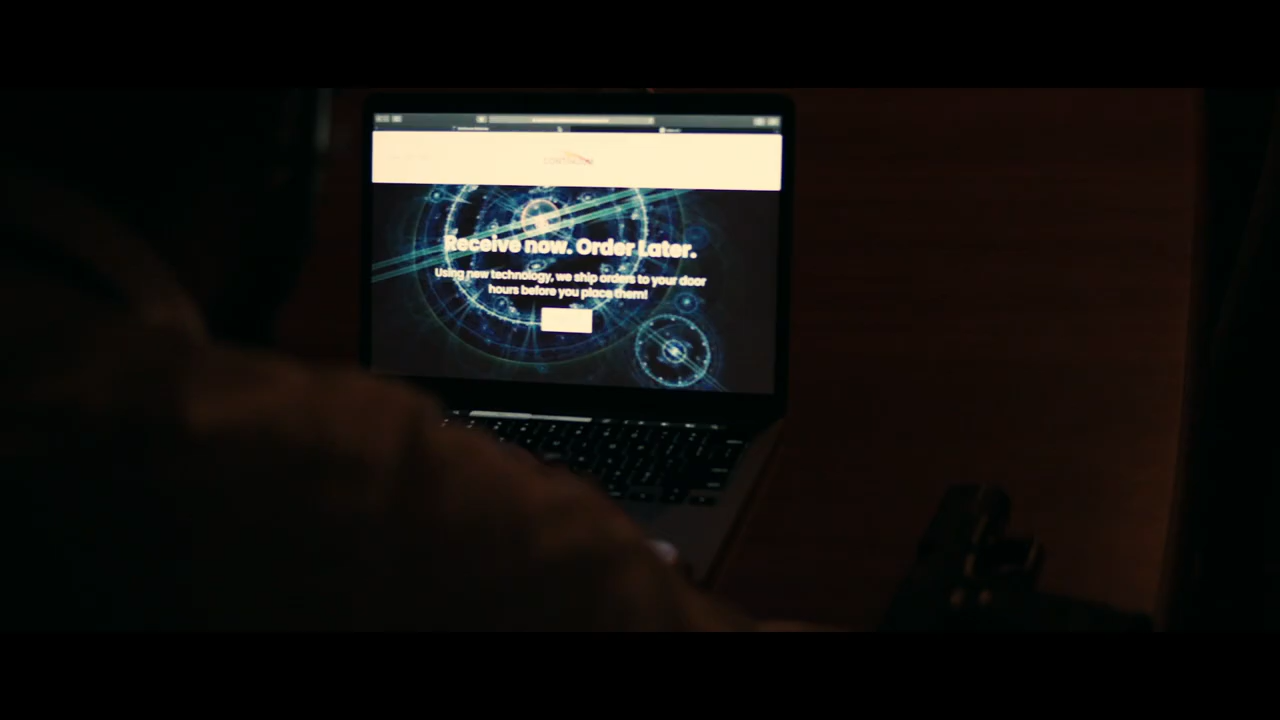 Receive now. Order Later.
Using new technology, we ship orders to your door
hours before you place them!